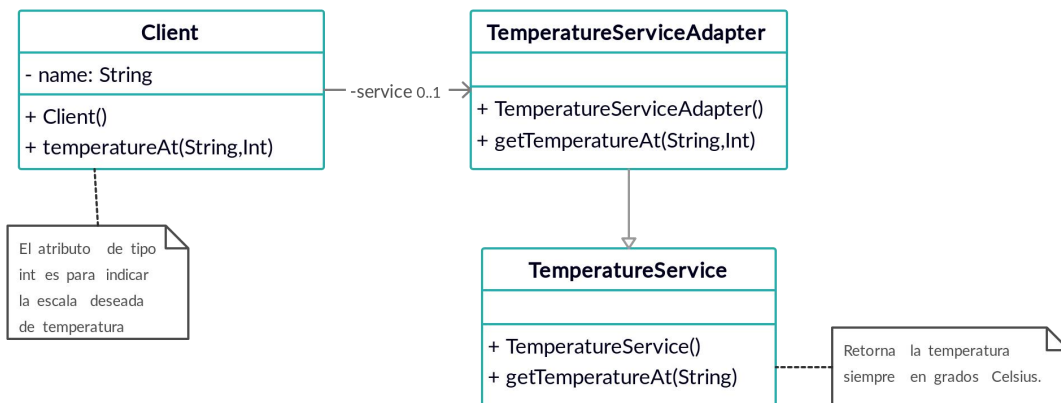 Client
- name: String
+ Client()
+ temperatureAt(String,Int)
-service 0..1
TemperatureServiceAdapter
+ TemperatureServiceAdapter()
+ getTemperatureAt(String,Int)
El atributo de tipo
int es para indicar
la escala deseada
de temperatura
TemperatureService
+ TemperatureService()
+ getTemperatureAt(String)
Retorna la temperatura
siempre en grados Celsius.